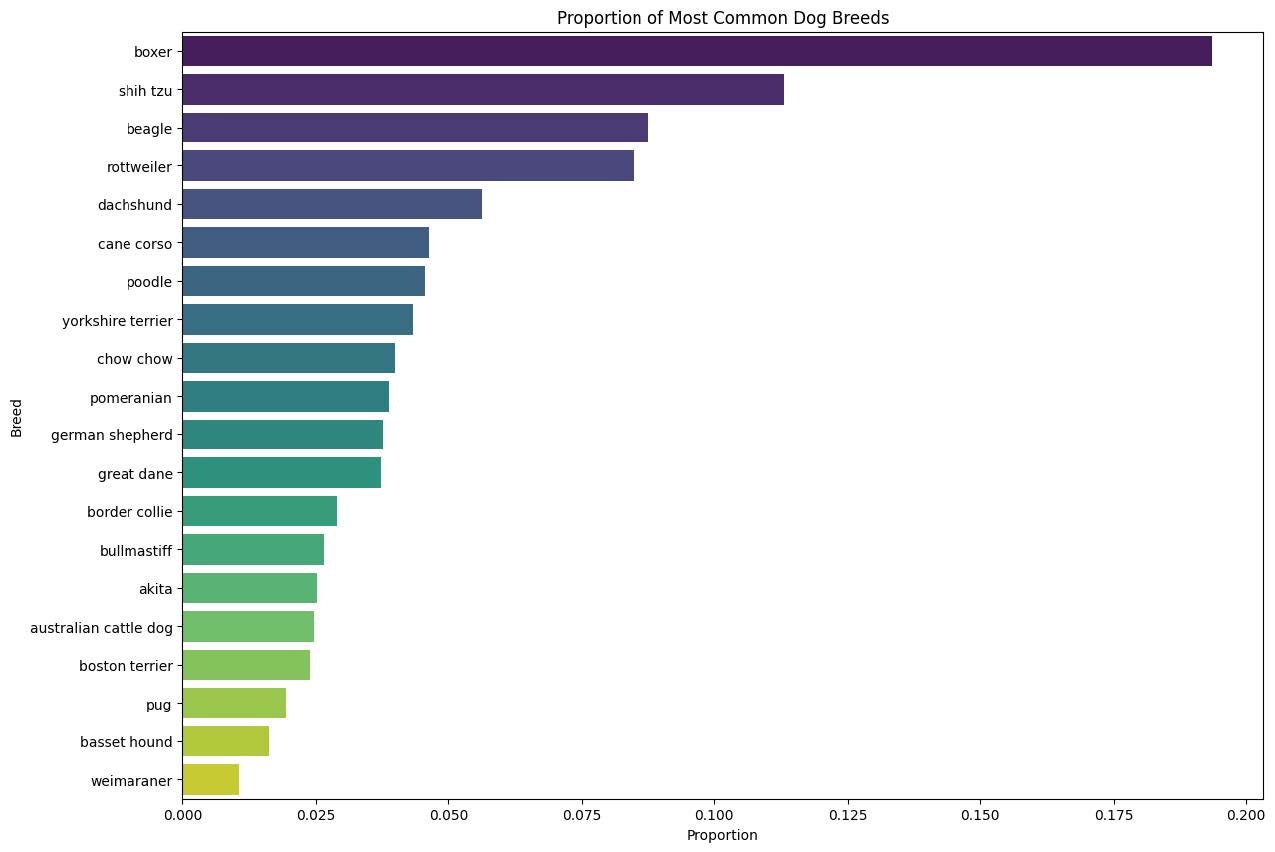 Proportion of Most Common Dog Breeds
boxer
shih tzu
beagle
rottweiler
dachshund
cane corso
poodle
yorkshire terrier
chow chow
pomeranian
german shepherd
great dane
border collie
bullmastiff
akita
australian cattle dog
boston terrier
pug
basset hound
weimaraner
Breed
0.000 0.025 0.050 0.075 0.100 0.125 0.150 0.175 0.200
Proportion